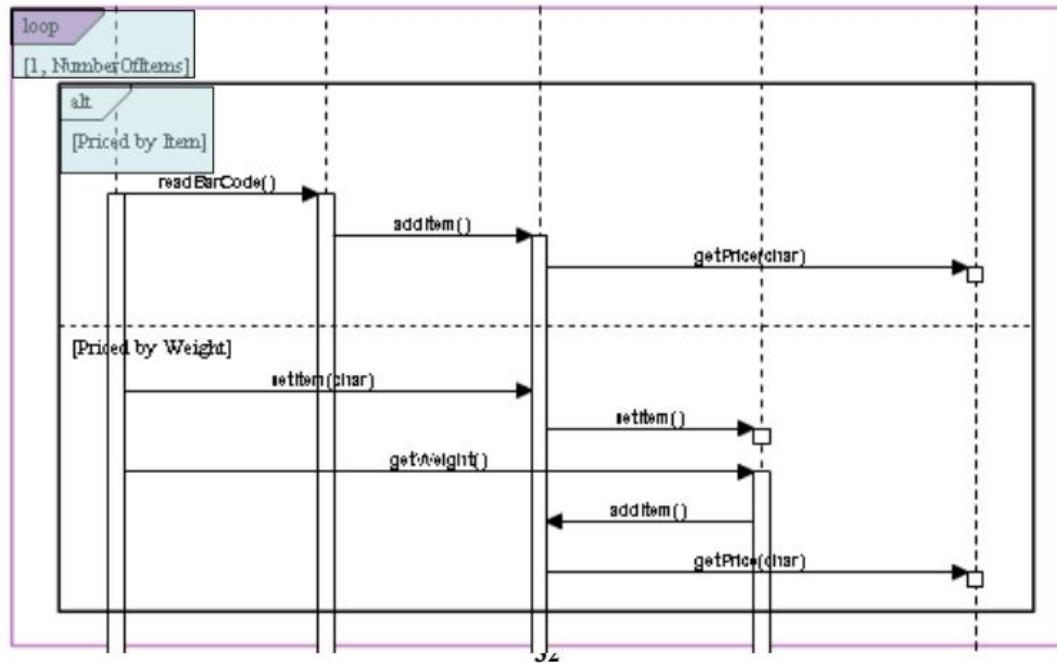 loop
[1, NumberOfItems]
alt
[Priced by Item]
readBarCode()
addItem()
getPrice(char)
[Priced by Weight]
setItem(char)
setItem()
getWeight()
addItem()
getPrice(char)
32